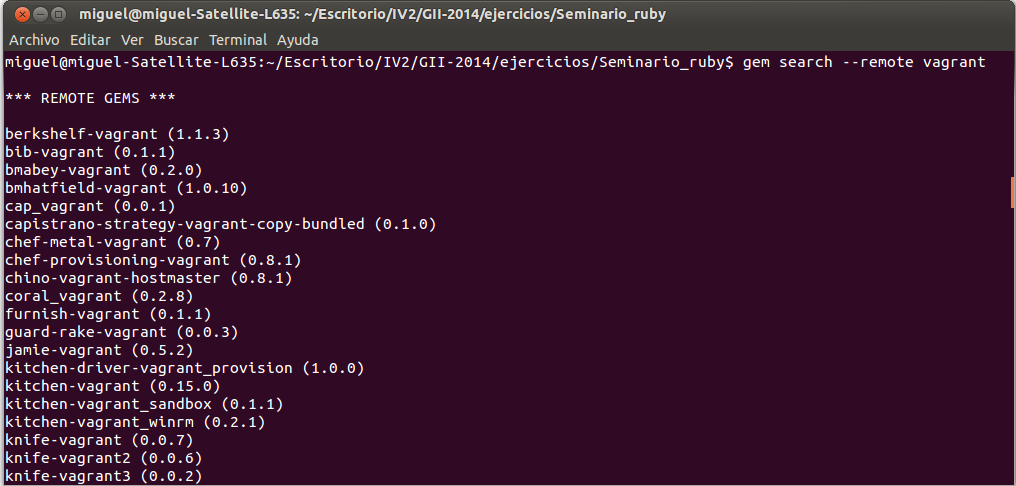 miguel@miguel-Satellite-L635: ~/Escritorio/IV2/GII-2014/ejercicios/Seminario_ruby
Archivo Editar Ver Buscar Terminal Ayuda
miguel@miguel-Satellite-L635:~/Escritorio/IV2/GII-2014/ejercicios/Seminario_ruby$ gem search --remote vagrant
*** REMOTE GEMS ***
berkshelf-vagrant (1.1.3)
bib-vagrant (0.1.1)
bmabey-vagrant (0.2.0)
bmhatfield-vagrant (1.0.10)
cap_vagrant (0.0.1)
capistrano-strategy-vagrant-copy-bundled (0.1.0)
chef-metal-vagrant (0.7)
chef-provisioning-vagrant (0.8.1)
chino-vagrant-hostmaster (0.8.1)
coral_vagrant (0.2.8)
furnish-vagrant (0.1.1)
guard-rake-vagrant (0.0.3)
jamie-vagrant (0.5.2)
kitchen-driver-vagrant_provision (1.0.0)
kitchen-vagrant (0.15.0)
kitchen-vagrant_sandbox (0.1.1)
kitchen-vagrant_winrm (0.2.1)
knife-vagrant (0.0.7)
knife-vagrant2 (0.0.6)
knife-vagrant3 (0.0.2)